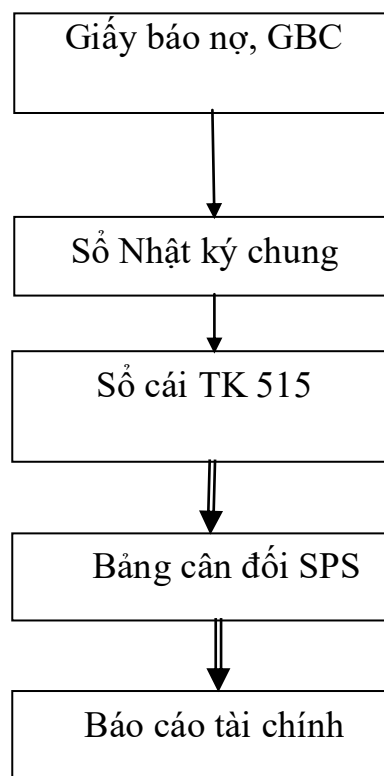 Giấy báo nợ, GBC
Sổ Nhật ký chung
Sổ cái TK 515
Bảng cân đối SPS
Báo cáo tài chính